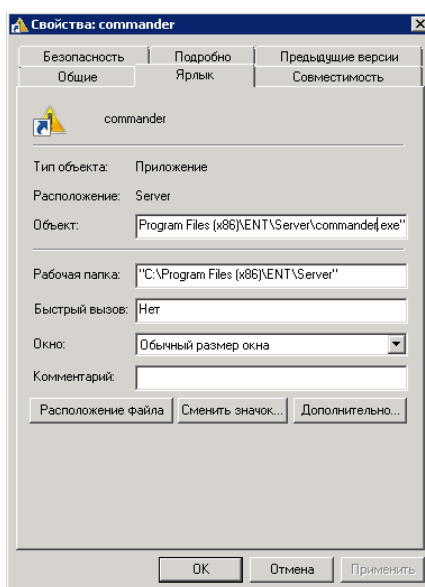 Свойства: commander
Безопасность Подробно Предыдущие версии
Общие Ярлык Совместимость
commander
Тип объекта: Приложение
Расположение: Server
Объект: Program Files (x86)\ENT\Server\commander.exe"
Рабочая папка: "C:\Program Files (x86)\ENT\Server"
Быстрый вызов: Нет
Окно: Обычный размер окна
Комментарий:
Расположение файла Сменить значок... Дополнительно...
OK Отмена Применить